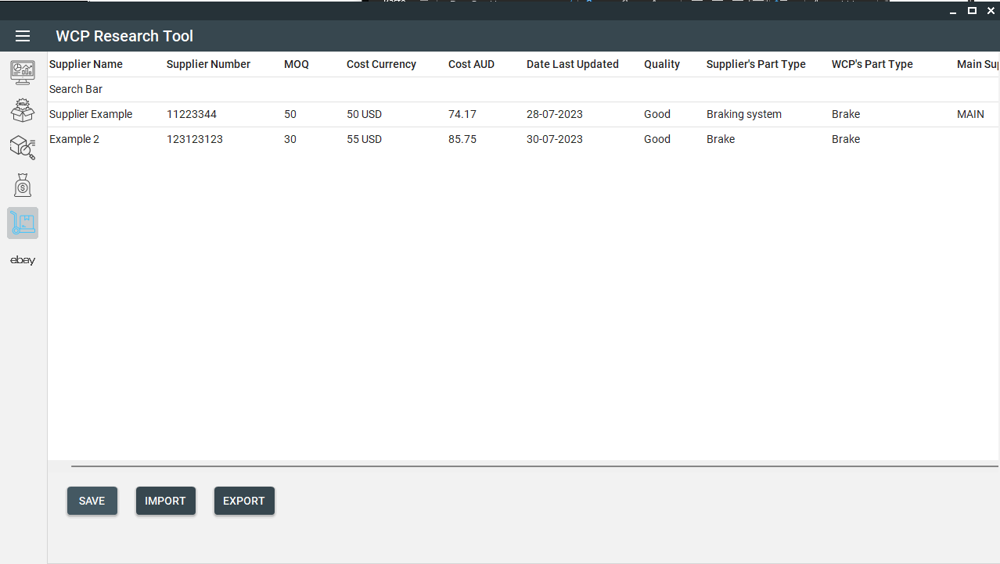 WCP Research Tool
Supplier Name Supplier Number MOQ Cost Currency Cost AUD Date Last Updated Quality Supplier's Part Type WCP's Part Type Main Sup
Search Bar
Supplier Example 11223344 50 50 USD 74.17 28-07-2023 Good Braking system Brake MAIN
Example 2 123123123 30 55 USD 85.75 30-07-2023 Good Brake Brake
NEW
ebay
SAVE IMPORT EXPORT